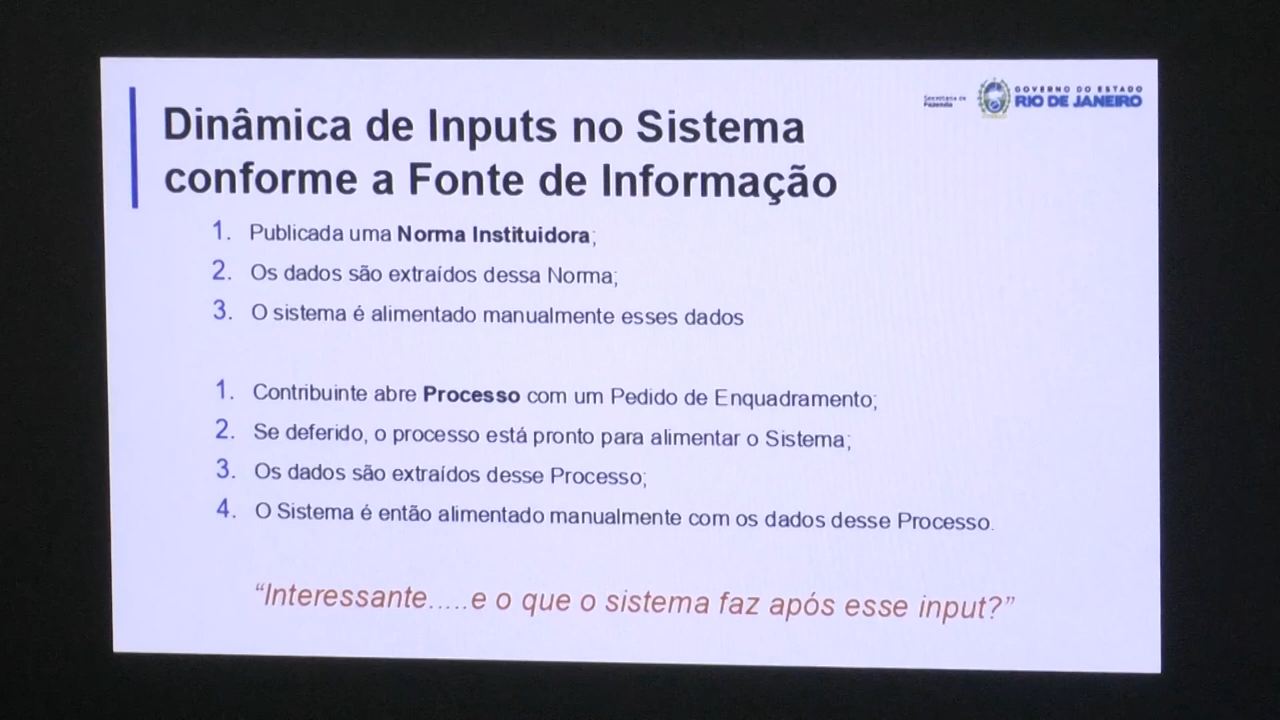 Secretaria de
Fazenda
GOVERNO DO ESTADO
RIO DE JANEIRO
Dinâmica de Inputs no Sistema
conforme a Fonte de Informação
1. Publicada uma Norma Instituidora;
2. Os dados são extraídos dessa Norma;
3. O sistema é alimentado manualmente esses dados
1. Contribuinte abre Processo com um Pedido de Enquadramento;
2. Se deferido, o processo está pronto para alimentar o Sistema;
3. Os dados são extraídos desse Processo;
4. O Sistema é então alimentado manualmente com os dados desse Processo.
“Interessante.....e o que o sistema faz após esse input?”